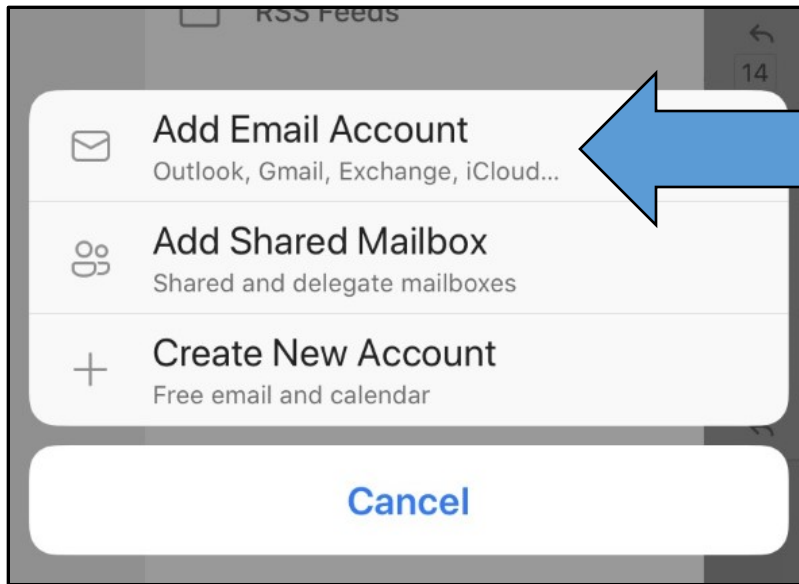 RSS Feeds
14
Add Email Account
Outlook, Gmail, Exchange, iCloud...
Add Shared Mailbox
Shared and delegate mailboxes
Create New Account
Free email and calendar
Cancel